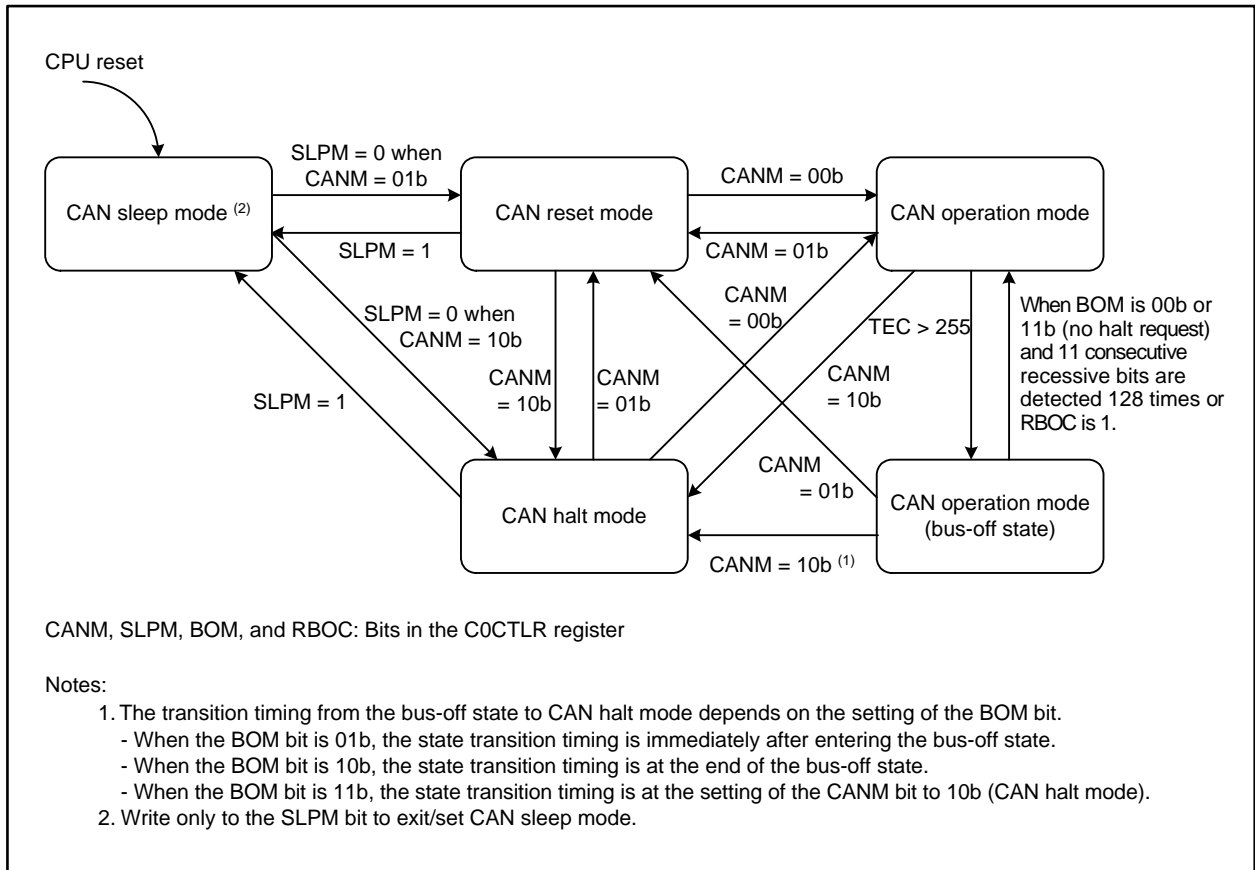 CPU reset
SLPM = 0 when
CANM = 01b
CANM = 00b
CAN sleep mode (2)
CAN reset mode
CAN operation mode
SLPM = 1
CANM = 01b
SLPM = 0 when
CANM = 10b
CANM
= 00b
TEC > 255
When BOM is 00b or
11b (no halt request)
and 11 consecutive
recessive bits are
detected 128 times or
RBOC is 1.
SLPM = 1
CANM
= 10b
CANM
= 01b
CANM
= 10b
CANM
= 01b
CAN halt mode
CAN operation mode
(bus-off state)
CANM = 10b (1)
CANM, SLPM, BOM, and RBOC: Bits in the C0CTLR register
Notes:
1. The transition timing from the bus-off state to CAN halt mode depends on the setting of the BOM bit.
- When the BOM bit is 01b, the state transition timing is immediately after entering the bus-off state.
- When the BOM bit is 10b, the state transition timing is at the end of the bus-off state.
- When the BOM bit is 11b, the state transition timing is at the setting of the CANM bit to 10b (CAN halt mode).
2. Write only to the SLPM bit to exit/set CAN sleep mode.